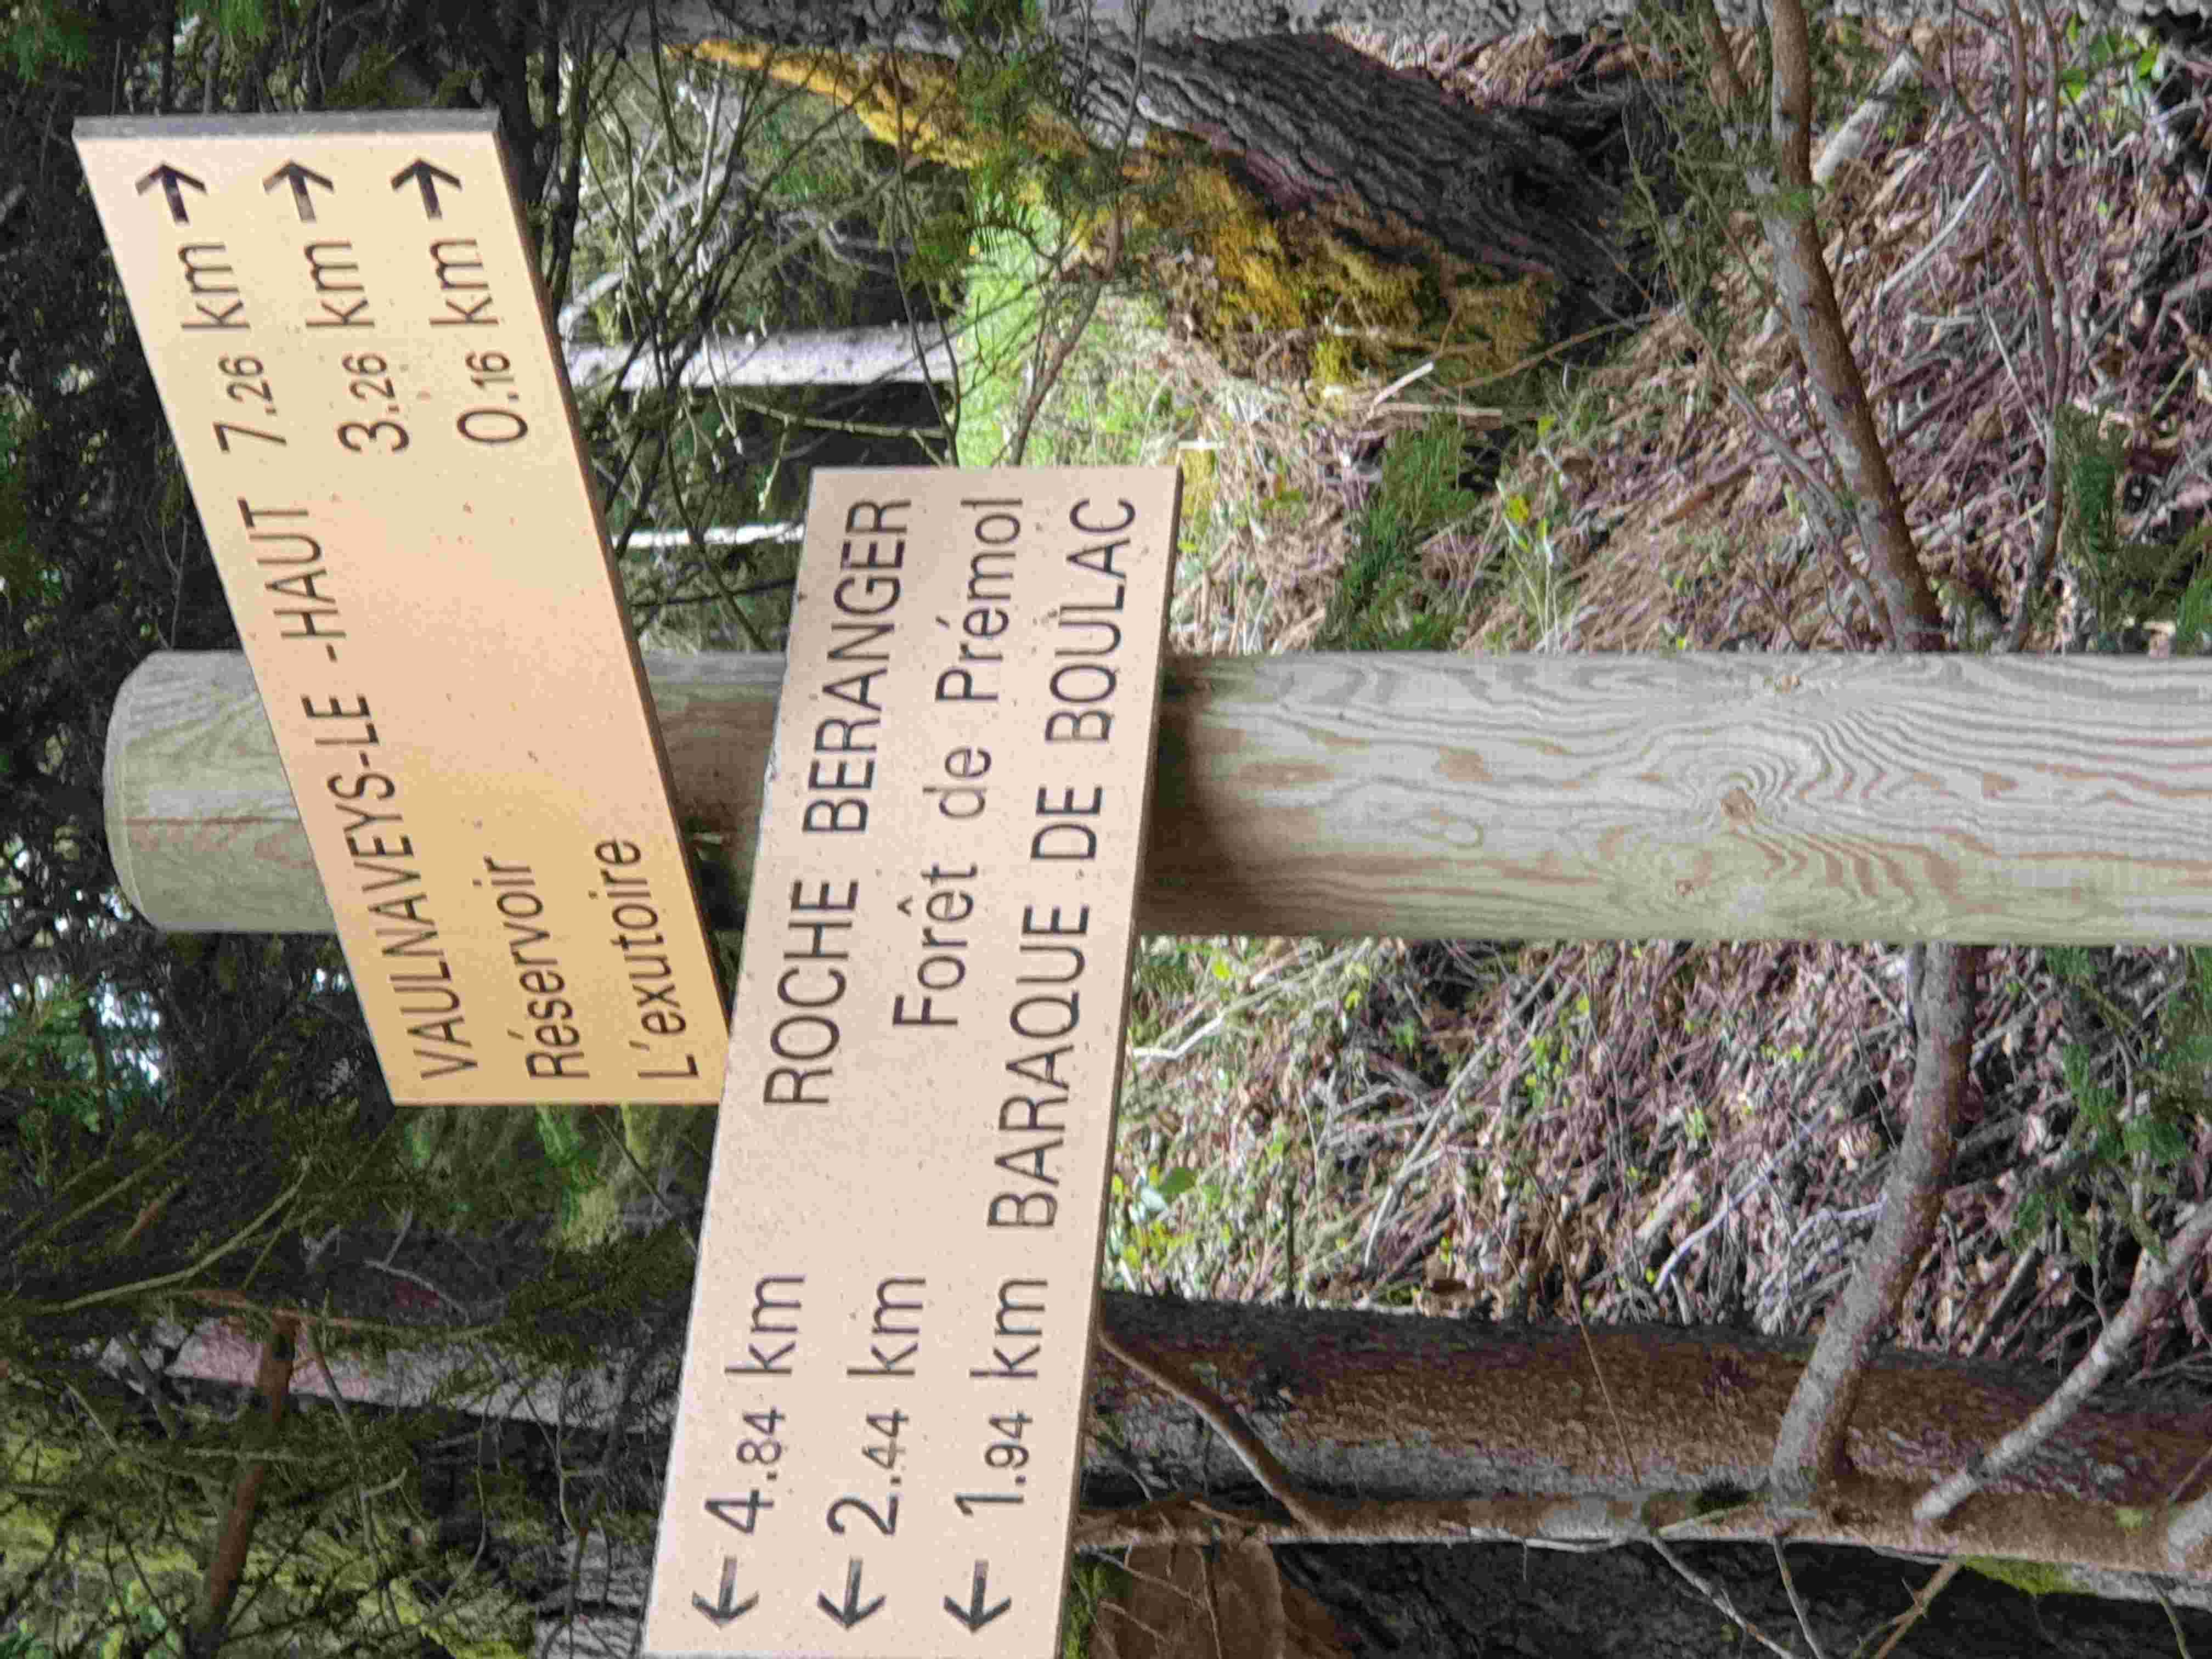 VAULNAVEYS-LE -HAUT 7.26 km →
Réservoir 3.26 km →
L'exutoire 0.16 km →
← 4.84 km ROCHE BERANGER
← 2.44 km Forêt de Prémol
← 1.94 km BARAQUE DE BOULAC